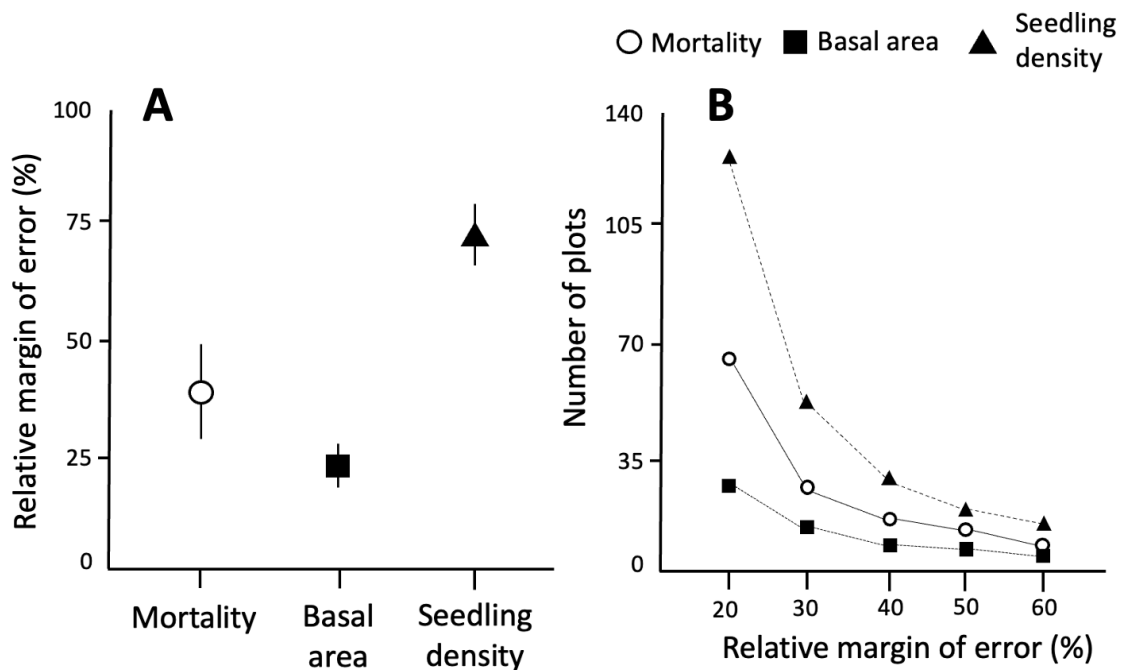 Mortality Basal area Seedling
density
A
Relative margin of error (%)
100
75
50
25
0
Mortality
Basal
area
Seedling
density
B
Number of plots
140
105
70
35
0
20 30 40 50 60
Relative margin of error (%)